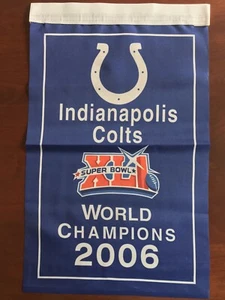 Indianapolis
Colts
XLI
SUPER BOWL
WORLD
CHAMPIONS
2006